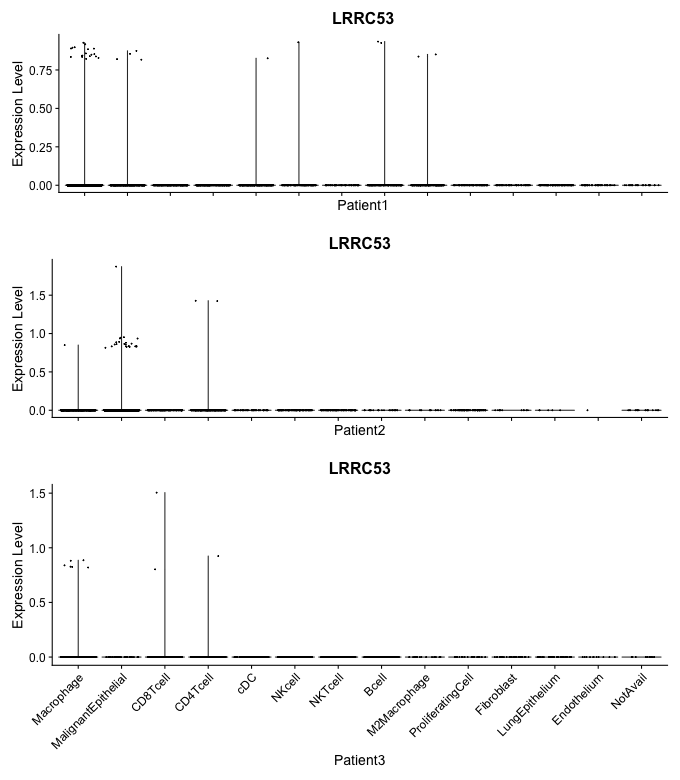 LRRC53
Expression Level
0.75
0.50
0.25
0.00
Patient1
LRRC53
Expression Level
1.5
1.0
0.5
0.0
Patient2
LRRC53
Expression Level
1.5
1.0
0.5
0.0
Macrophage
MalignantEpithelial
CD8Tcell
CD4Tcell
cDC
NKcell
NKTcell
Bcell
M2Macrophage
ProliferatingCell
Fibroblast
LungEpithelium
Endothelium
NotAvail
Patient3